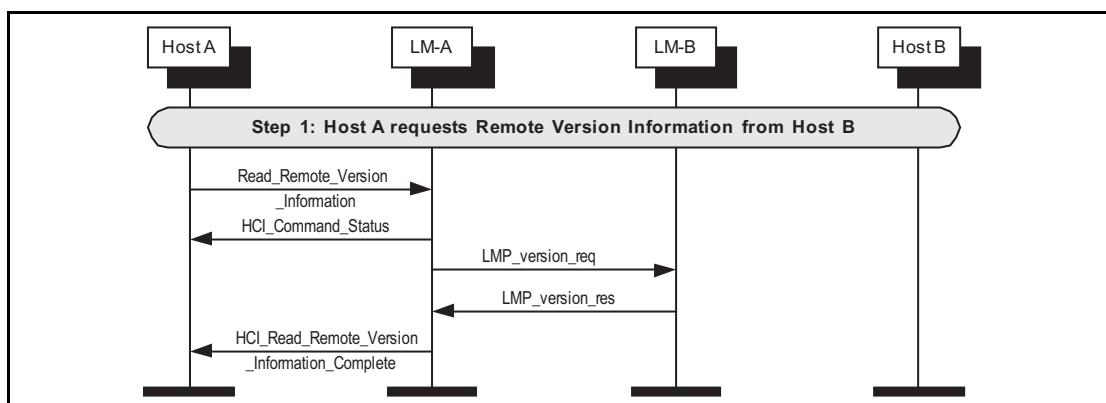 Host A
LM-A
LM-B
Host B
Step 1: Host A requests Remote Version Information from Host B
Read_Remote_Version
_Information
HCI_Command_Status
LMP_version_req
LMP_version_res
HCI_Read_Remote_Version
_Information_Complete